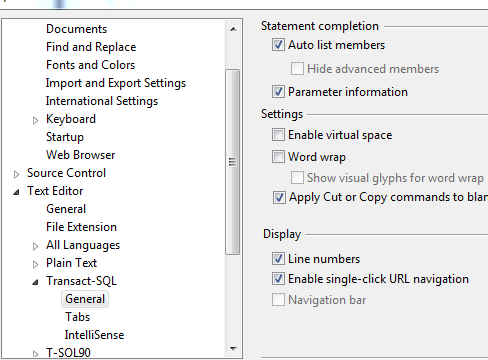 Documents
Find and Replace
Fonts and Colors
Import and Export Settings
International Settings
Keyboard
Startup
Web Browser
Source Control
Text Editor
General
File Extension
All Languages
Plain Text
Transact-SQL
General
Tabs
IntelliSense
T-SQL90
Statement completion
Auto list members
Hide advanced members
Parameter information
Settings
Enable virtual space
Word wrap
Show visual glyphs for word wrap
Apply Cut or Copy commands to blan
Display
Line numbers
Enable single-click URL navigation
Navigation bar